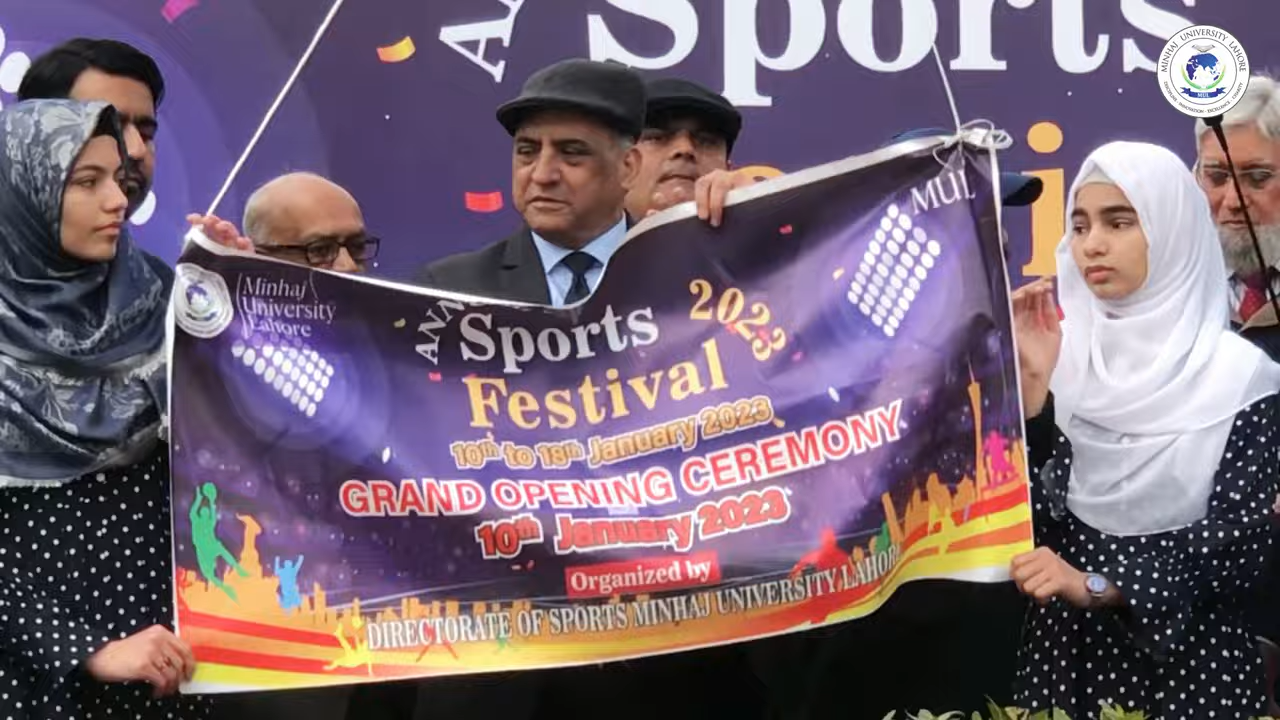 Sports
MINHAJ UNIVERSITY LAHORE
MUL
MUL
Minhaj
University
Lahore
Sports
2023
Festival
10th to 18th January 2023
GRAND OPENING CEREMONY
10th January 2023
Organized by
DIRECTORATE OF SPORTS MINHAJ UNIVERSITY, LAHORE